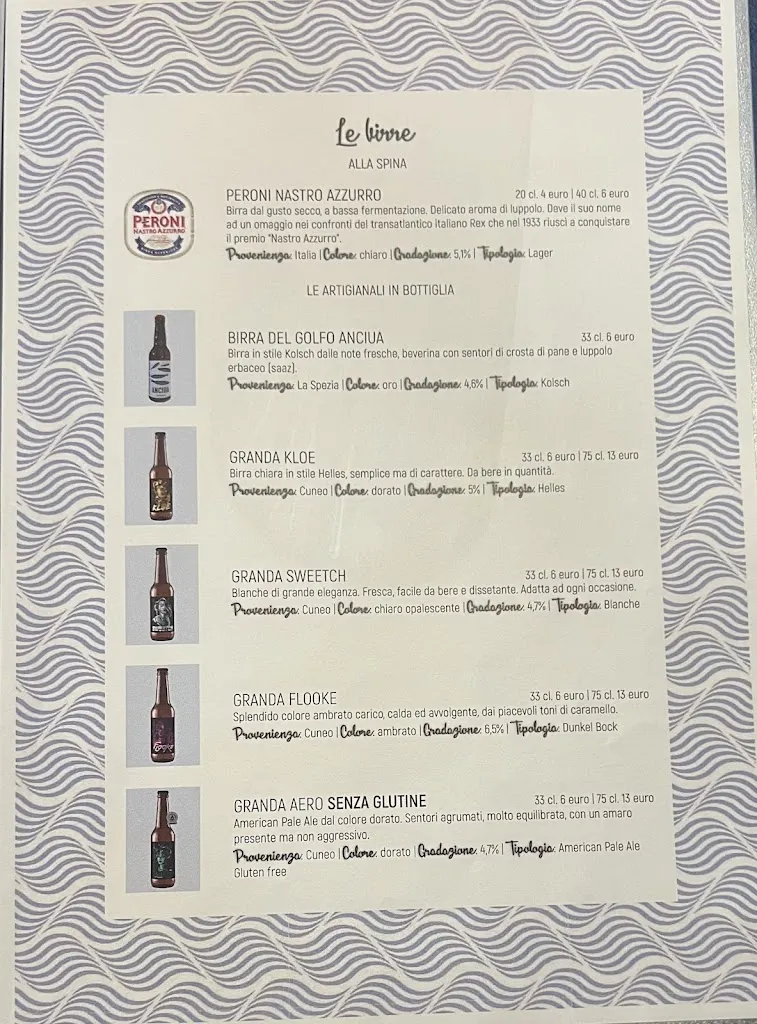 Le birre
ALLA SPINA
PERONI
NASTRO AZZURRO
PERONI NASTRO AZZURRO 20 cl. 4 euro | 40 cl. 6 euro
Birra dal gusto secco, a bassa fermentazione. Delicato aroma di luppolo. Deve il suo nome
ad un omaggio nei confronti del transatlantico italiano Rex che nel 1933 riuscì a conquistare
il premio "Nastro Azzurro".
Provenienza: Italia | Colore: chiaro | Gradazione: 5,1% | Tipologia: Lager
LE ARTIGIANALI IN BOTTIGLIA
ANCIUA
BIRRA DEL GOLFO ANCIUA 33 cl. 6 euro
Birra in stile Kolsch dalle note fresche, beverina con sentori di crosta di pane e luppolo
erbaceo (saaz).
Provenienza: La Spezia | Colore: oro | Gradazione: 4,6% | Tipologia: Kolsch
KLOE
GRANDA KLOE 33 cl. 6 euro | 75 cl. 13 euro
Birra chiara in stile Helles, semplice ma di carattere. Da bere in quantità.
Provenienza: Cuneo | Colore: dorato | Gradazione: 5% | Tipologia: Helles
GRANDA SWEETCH 33 cl. 6 euro | 75 cl. 13 euro
Blanche di grande eleganza. Fresca, facile da bere e dissetante. Adatta ad ogni occasione.
Provenienza: Cuneo | Colore: chiaro opalescente | Gradazione: 4,7% | Tipologia: Blanche
GRANDA FLOOKE 33 cl. 6 euro | 75 cl. 13 euro
Splendido colore ambrato carico, calda ed avvolgente, dai piacevoli toni di caramello.
Provenienza: Cuneo | Colore: ambrato | Gradazione: 6,5% | Tipologia: Dunkel Bock
GRANDA AERO SENZA GLUTINE 33 cl. 6 euro | 75 cl. 13 euro
American Pale Ale dal colore dorato. Sentori agrumati, molto equilibrata, con un amaro
presente ma non aggressivo.
Provenienza: Cuneo | Colore: dorato | Gradazione: 4,7% | Tipologia: American Pale Ale
Gluten free